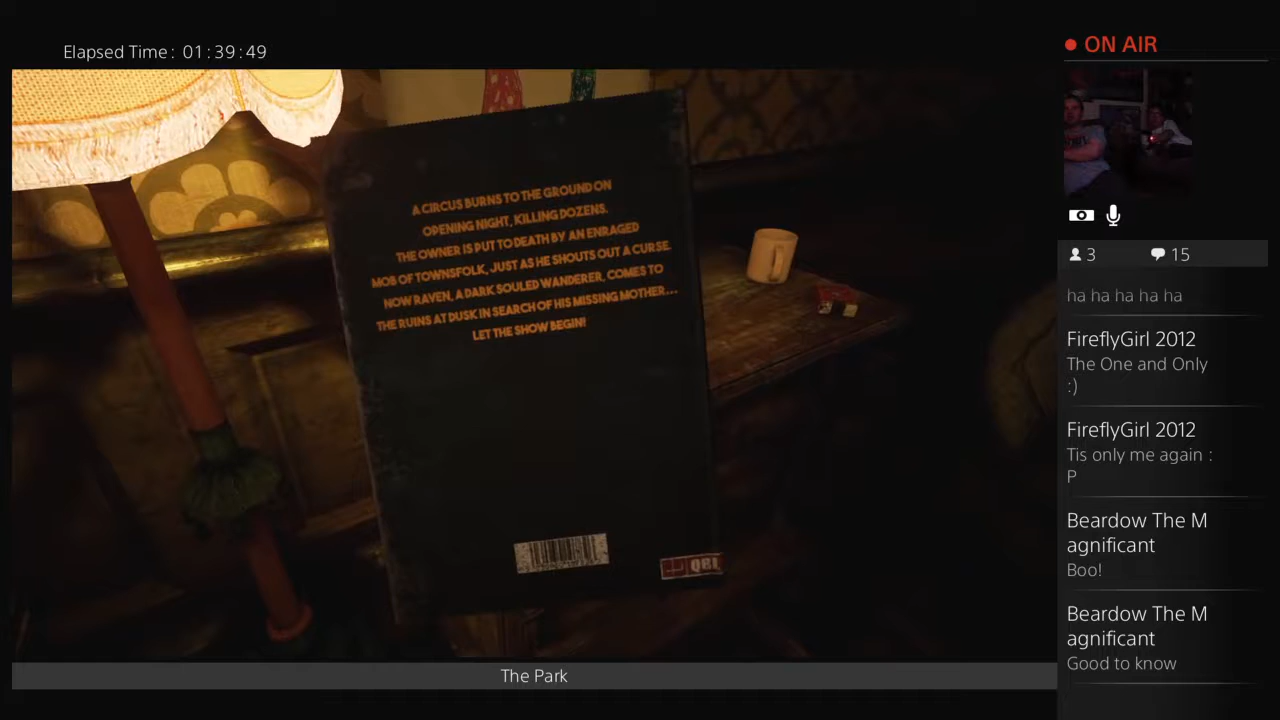 Elapsed Time: 01:39:49
ON AIR
A CIRCUS BURNS TO THE GROUND ON
OPENING NIGHT, KILLING DOZENS.
THE OWNER IS PUT TO DEATH BY AN ENRAGED
MOB OF TOWNSFOLK, JUST AS HE SHOUTS OUT A CURSE.
NOW RAVEN, A DARK SOULED WANDERER, COMES TO
THE RUINS AT DUSK IN SEARCH OF HIS MISSING MOTHER...
LET THE SHOW BEGIN!
QBL
The Park
3 15
ha ha ha ha ha
FireflyGirl 2012
The One and Only
:)
FireflyGirl 2012
Tis only me again :
P
Beardow The M
agnificant
Boo!
Beardow The M
agnificant
Good to know